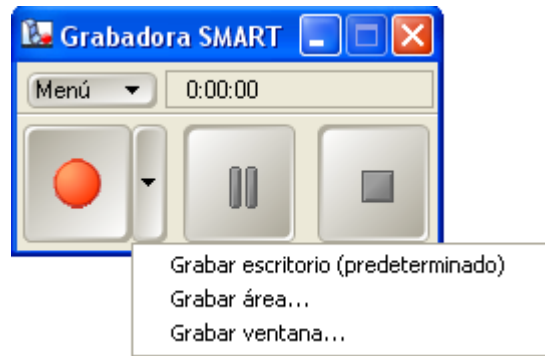 Grabadora SMART
Menú
0:00:00
Grabar escritorio (predeterminado)
Grabar área...
Grabar ventana...